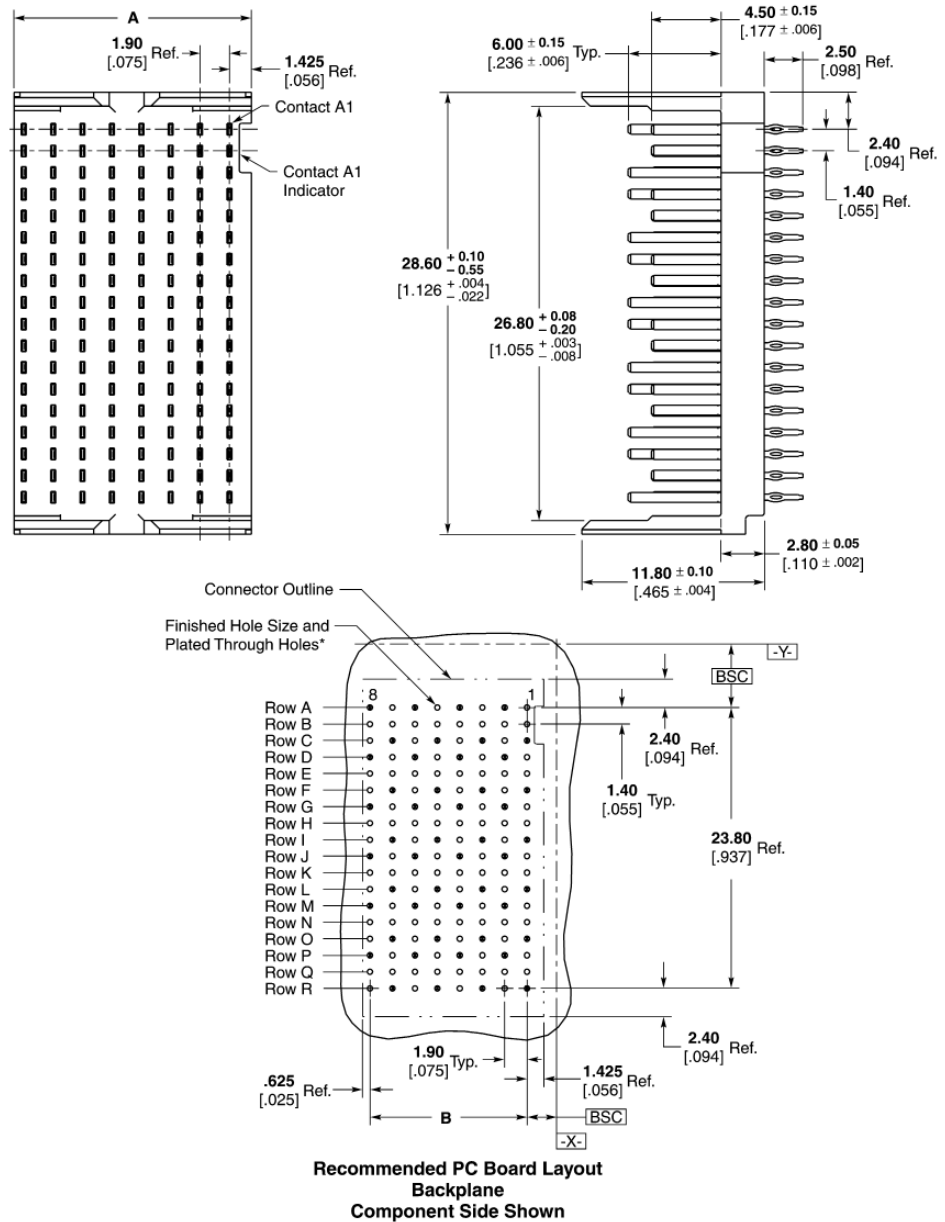 A
1.90
[.075] Ref.
1.425
[.056] Ref.
Contact A1
Contact A1
Indicator
4.50 ± 0.15
[.177 ± .006]
6.00 ± 0.15
[.236 ± .006] Typ.
2.50
[.098]
2.40
[.094] Ref.
1.40
[.055] Ref.
28.60 + 0.10
− 0.55
[1.126 + .004
− .022]
26.80 + 0.08
− 0.20
[1.055 + .003
− .008]
2.80 ± 0.05
[.110 ± .002]
11.80 ± 0.10
[.465 ± .004]
Connector Outline
Finished Hole Size and
Plated Through Holes*
-Y-
BSC
8 1
Row A
Row B
Row C
Row D
Row E
Row F
Row G
Row H
Row I
Row J
Row K
Row L
Row M
Row N
Row O
Row P
Row Q
Row R
2.40
[.094] Ref.
1.40
[.055] Typ.
23.80
[.937] Ref.
2.40
[.094] Ref.
1.90
[.075] Typ.
.625
[.025] Ref.
1.425
[.056] Ref.
B
BSC
-X-
Recommended PC Board Layout
Backplane
Component Side Shown